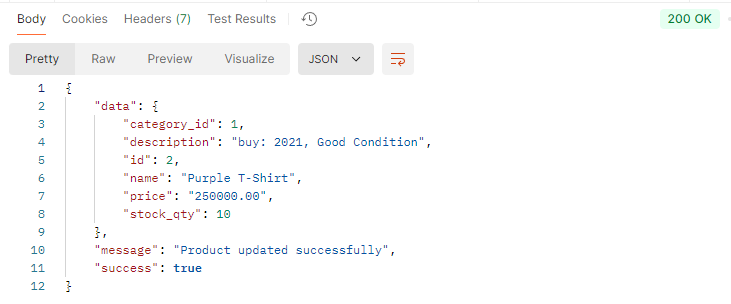 Body Cookies Headers (7) Test Results 200 OK
Pretty Raw Preview Visualize JSON
1 {
2 "data": {
3 "category_id": 1,
4 "description": "buy: 2021, Good Condition",
5 "id": 2,
6 "name": "Purple T-Shirt",
7 "price": "250000.00",
8 "stock_qty": 10
9 },
10 "message": "Product updated successfully",
11 "success": true
12 }